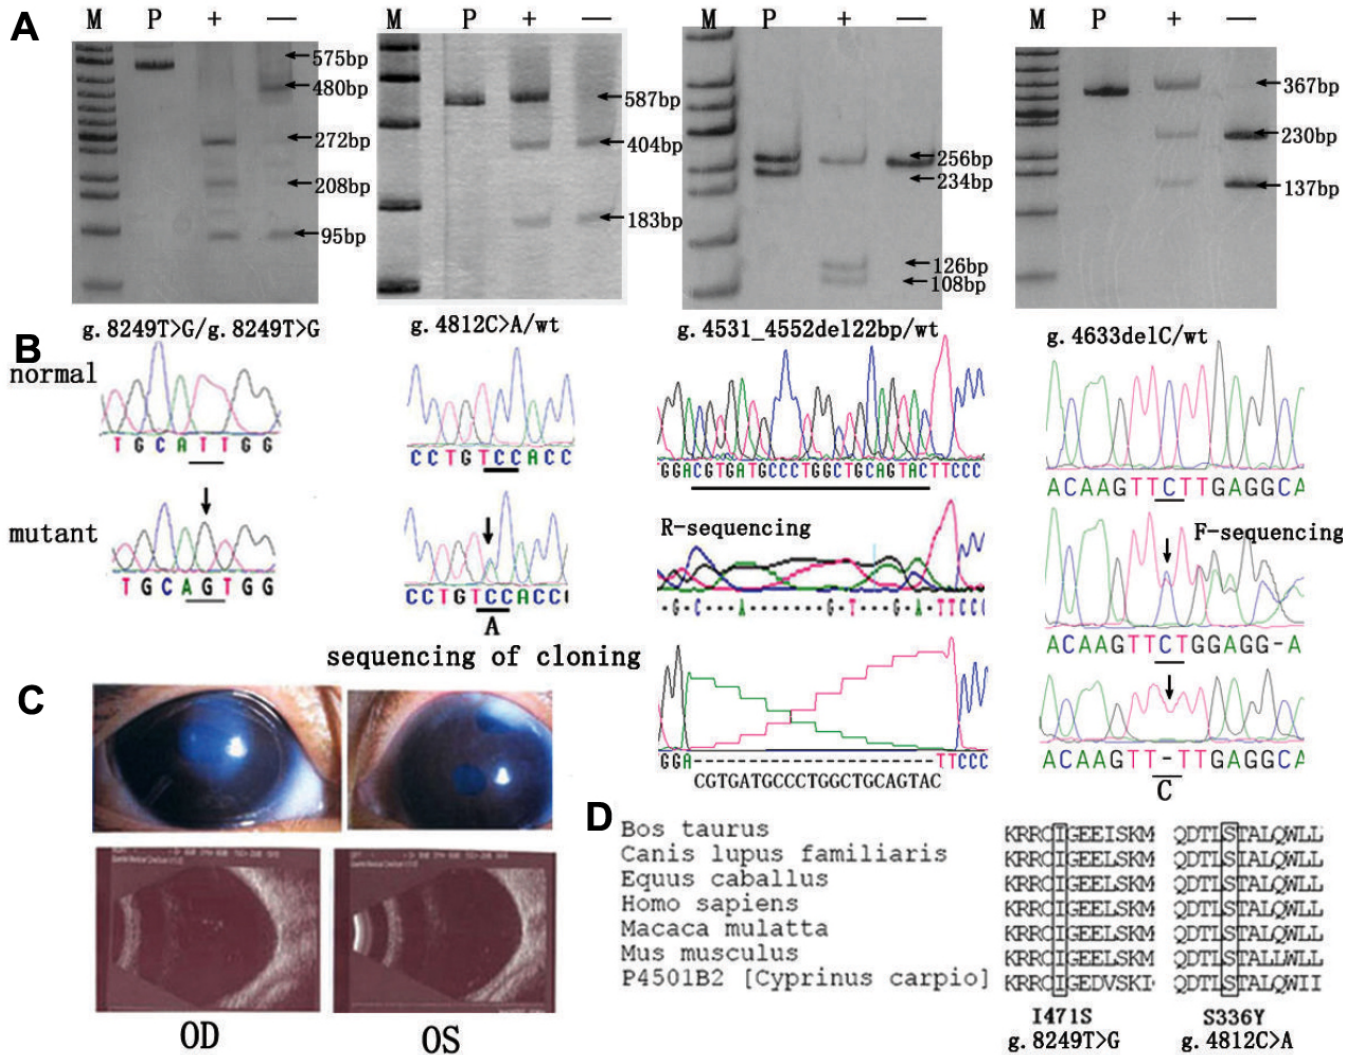 A
M P + —
575bp
480bp
272bp
208bp
95bp
g.8249T>G/g.8249T>G
M P + —
587bp
404bp
183bp
g.4812C>A/wt
M P + —
256bp
234bp
126bp
108bp
g.4531_4552del22bp/wt
M P + —
367bp
230bp
137bp
g.4633delC/wt
B
normal
TGCATTGG
mutant
TGCAGTGG
CCTGTCCACC
CCTGTCCACC
A
sequencing of cloning
TGGACGTGATGCCCTGGCTGCAGTACTTCCC
R-sequencing
-G-C---A-------G-T---G-A-TTCCC
GGA------------------------TTCCC
CGTGATGCCCTGGCTGCAGTAC
ACAAGTTCTTGAGGCA
F-sequencing
ACAAGTTCTGGAGG-A
ACAAGTT-TTGAGGCA
C
C
OD
OS
D
Bos taurus KRRCIGEEISKM QDTLSTALQWLL
Canis lupus familiaris KRRCIGEELSKM QDTLSTALQWLL
Equus caballus KRRCIGEELSKM QDTLSTALQWLL
Homo sapiens KRRCIGEELSKM QDTLSTALQWLL
Macaca mulatta KRRCIGEELSKM QDTLSTALQWLL
Mus musculus KRRCIGEELSKM QDTLSTALLWLL
P4501B2 [Cyprinus carpio] KRRCIGEDVSKI QDTLSTALQWII
I471S
g.8249T>G
S336Y
g.4812C>A